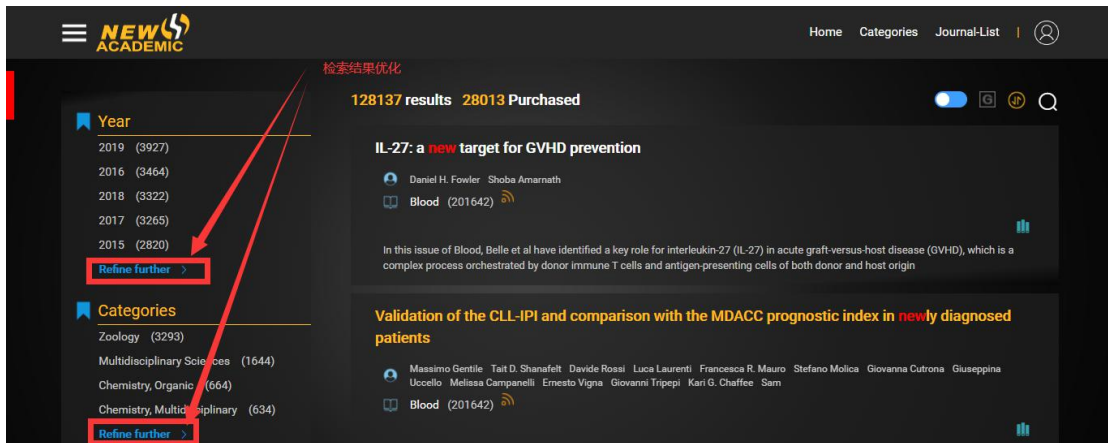 NEW
ACADEMIC
Home Categories Journal-List |
检索结果优化
128137 results 28013 Purchased
G
Year
2019 (3927)
2016 (3464)
2018 (3322)
2017 (3265)
2015 (2820)
Refine further >
Categories
Zoology (3293)
Multidisciplinary Sciences (1644)
Chemistry, Organic (664)
Chemistry, Multidisciplinary (634)
Refine further >
IL-27: a new target for GVHD prevention
Daniel H. Fowler Shoba Amarnath
Blood (201642)
In this issue of Blood, Belle et al have identified a key role for interleukin-27 (IL-27) in acute graft-versus-host disease (GVHD), which is a
complex process orchestrated by donor immune T cells and antigen-presenting cells of both donor and host origin
Validation of the CLL-IPI and comparison with the MDACC prognostic index in newly diagnosed
patients
Massimo Gentile Tait D. Shanafelt Davide Rossi Luca Laurenti Francesca R. Mauro Stefano Molica Giovanna Cutrona Giuseppina
Uccello Melissa Campanelli Ernesto Vigna Giovanni Tripepi Kari G. Chaffee Sam
Blood (201642)